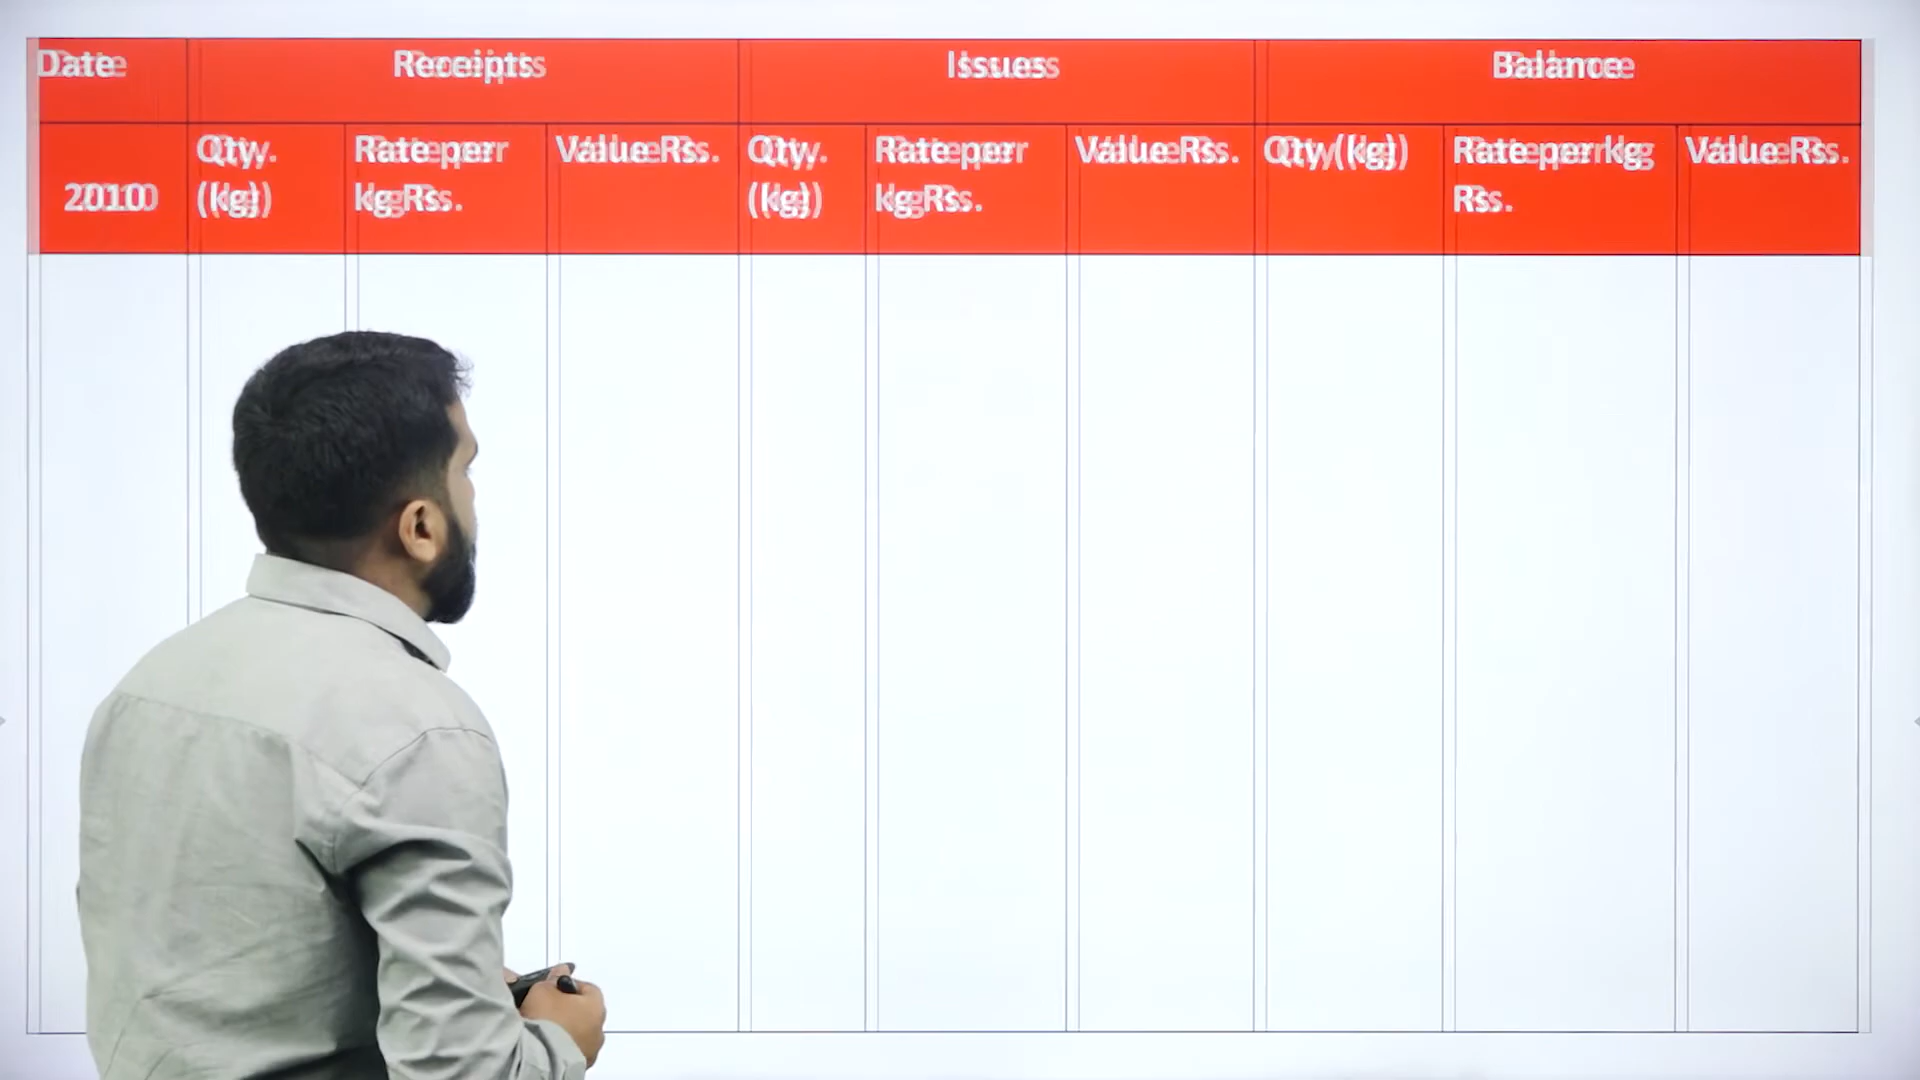 Date Receipts Issues Balance
2010 Qty. (kg) Rate per kg Rs. Value Rs. Qty. (kg) Rate per kg Rs. Value Rs. Qty (kg) Rate per kg Rs. Value Rs.